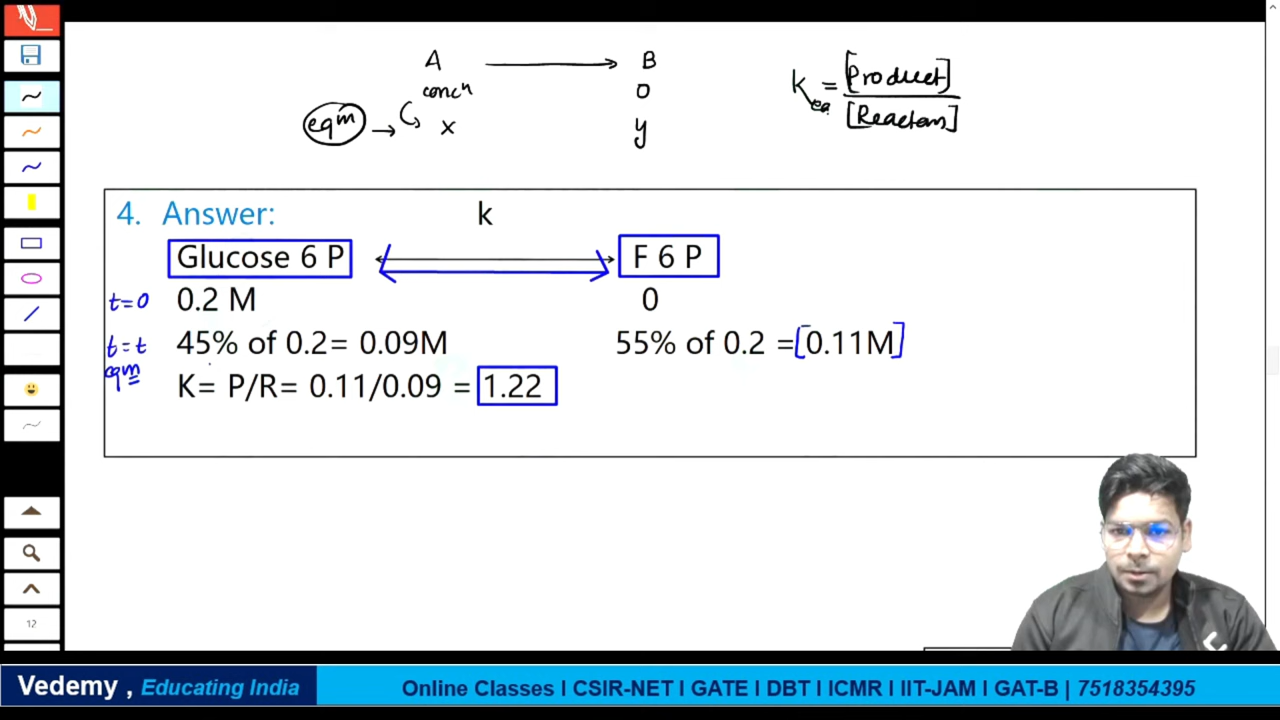 A → B
concn 0
eqm → x y
Keq = [Product] / [Reactans]
4. Answer: k
Glucose 6 P F 6 P
t=0 0.2 M 0
t=t 45% of 0.2= 0.09M 55% of 0.2 =[0.11M]
eqm K= P/R= 0.11/0.09 = 1.22
12
Vedemy , Educating India Online Classes I CSIR-NET I GATE I DBT I ICMR I IIT-JAM I GAT-B | 7518354395